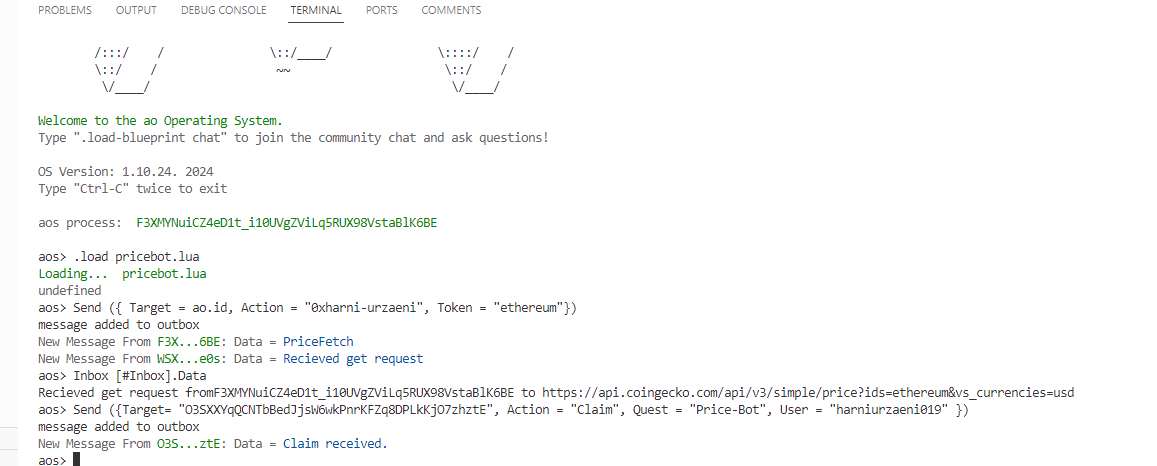 PROBLEMS OUTPUT DEBUG CONSOLE TERMINAL PORTS COMMENTS
/:::/    /              \::/____/              \::::/    /
\::/    /                ~~                     \::/    /
\/____/                                          \/____/
Welcome to the ao Operating System.
Type ".load-blueprint chat" to join the community chat and ask questions!
OS Version: 1.10.24. 2024
Type "Ctrl-C" twice to exit
aos process:  F3XMYNuiCZ4eD1t_i10UVgZViLq5RUX98VstaBlK6BE
aos> .load pricebot.lua
Loading...  pricebot.lua
undefined
aos> Send ({ Target = ao.id, Action = "0xharni-urzaeni", Token = "ethereum"})
message added to outbox
New Message From F3X...6BE: Data = PriceFetch
New Message From WSX...e0s: Data = Recieved get request
aos> Inbox [#Inbox].Data
Recieved get request fromF3XMYNuiCZ4eD1t_i10UVgZViLq5RUX98VstaBlK6BE to https://api.coingecko.com/api/v3/simple/price?ids=ethereum&vs_currencies=usd
aos> Send ({Target= "O3SXXYqQCNTbBedJjsW6wkPnrKFZq8DPLkKjO7zhztE", Action = "Claim", Quest = "Price-Bot", User = "harniurzaeni019" })
message added to outbox
New Message From O3S...ztE: Data = Claim received.
aos>